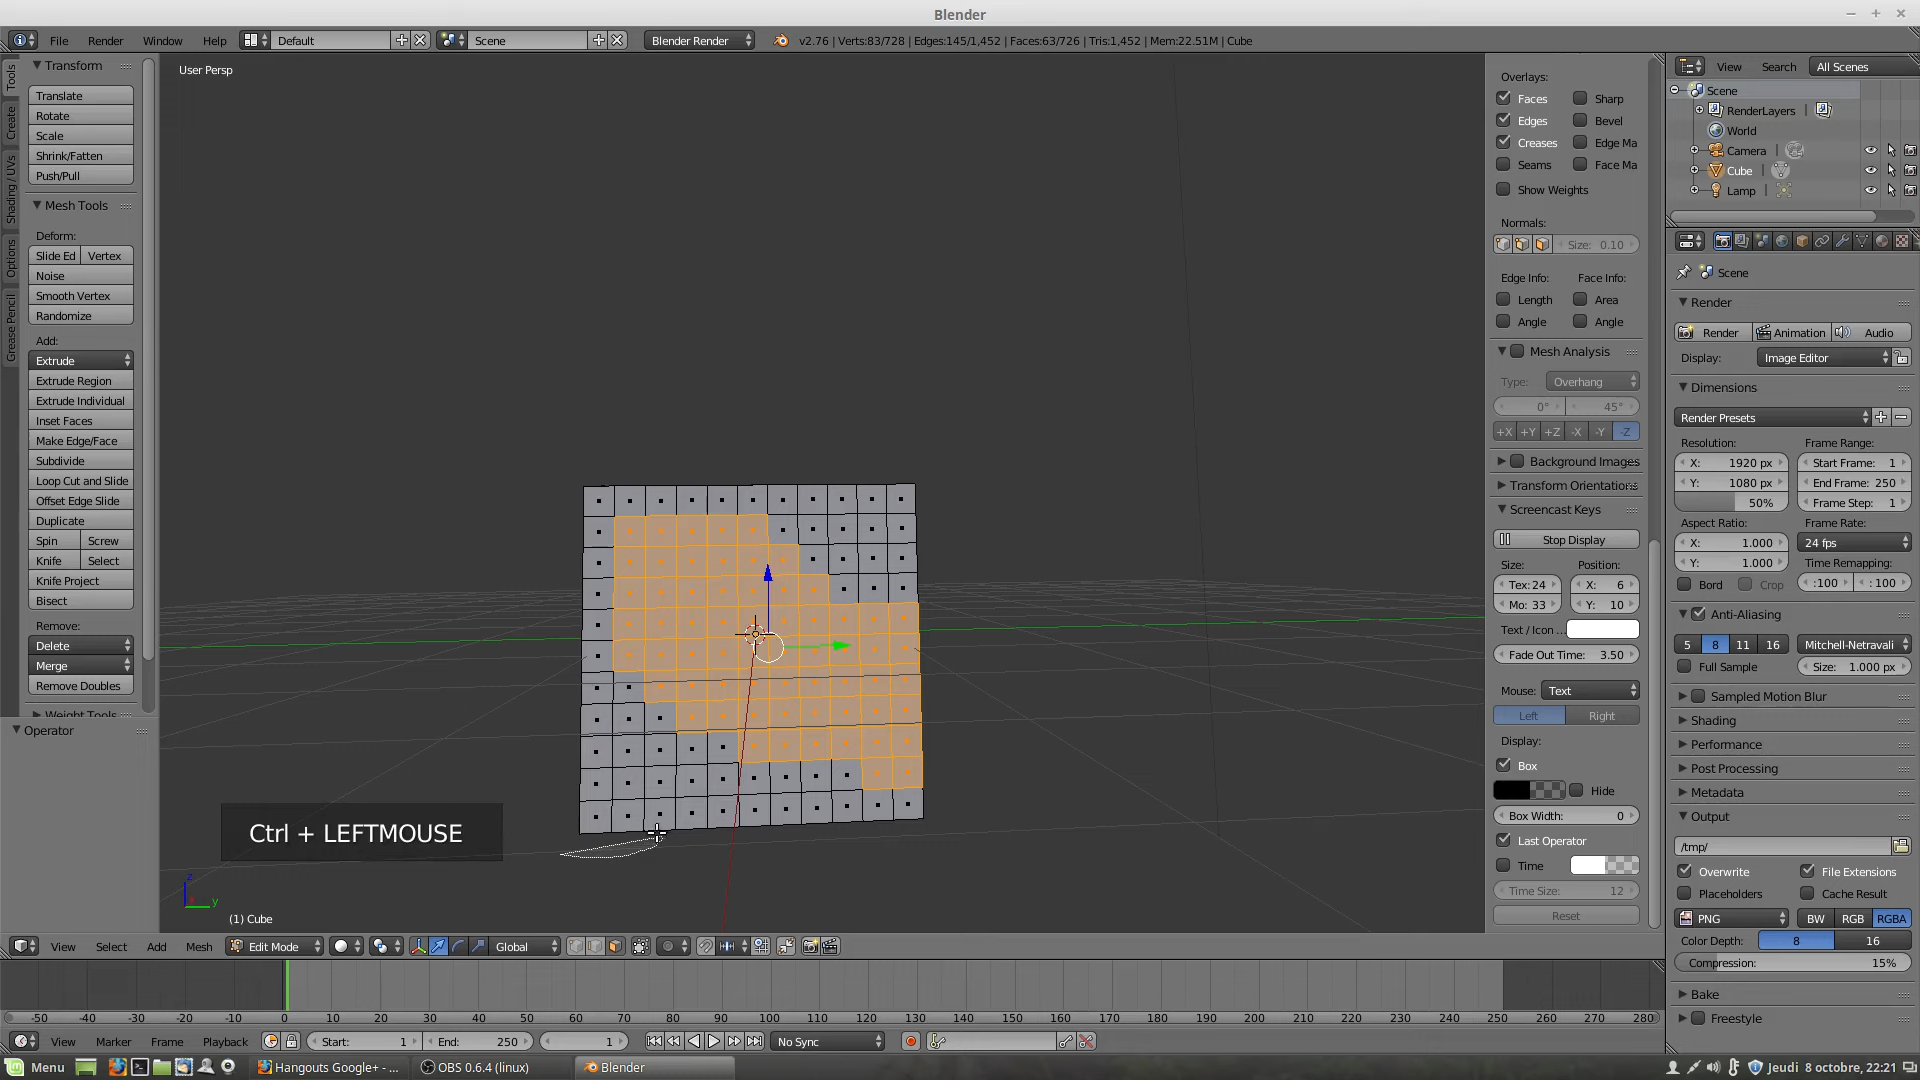 Blender
File Render Window Help Default Scene Blender Render v2.76 | Verts:83/728 | Edges:145/1,452 | Faces:63/726 | Tris:1,452 | Mem:22.51M | Cube
Tools
Create
Shading / UVs
Options
Grease Pencil
Transform
Translate
Rotate
Scale
Shrink/Fatten
Push/Pull
Mesh Tools
Deform:
Slide Ed Vertex
Noise
Smooth Vertex
Randomize
Add:
Extrude
Extrude Region
Extrude Individual
Inset Faces
Make Edge/Face
Subdivide
Loop Cut and Slide
Offset Edge Slide
Duplicate
Spin Screw
Knife Select
Knife Project
Bisect
Remove:
Delete
Merge
Remove Doubles
Weight Tools
Operator
User Persp
Ctrl + LEFTMOUSE
z
y
(1) Cube
Overlays:
Faces Sharp
Edges Bevel
Creases Edge Ma
Seams Face Ma
Show Weights
Normals:
Size: 0.10
Edge Info: Face Info:
Length Area
Angle Angle
Mesh Analysis
Type: Overhang
0° 45°
+X +Y +Z -X -Y -Z
Background Images
Transform Orientations
Screencast Keys
Stop Display
Size: Position:
Tex: 24 X: 6
Mo: 33 Y: 10
Text / Icon ...
Fade Out Time: 3.50
Mouse: Text
Left Right
Display:
Box
Hide
Box Width: 0
Last Operator
Time
Time Size: 12
Reset
View Search All Scenes
Scene
RenderLayers |
World
Camera |
Cube |
Lamp |
Scene
Render
Render Animation Audio
Display: Image Editor
Dimensions
Render Presets
Resolution: Frame Range:
X: 1920 px Start Frame: 1
Y: 1080 px End Frame: 250
50% Frame Step: 1
Aspect Ratio: Frame Rate:
X: 1.000 24 fps
Y: 1.000 Time Remapping:
Bord Crop :100 : 100
Anti-Aliasing
5 8 11 16 Mitchell-Netravali
Full Sample Size: 1.000 px
Sampled Motion Blur
Shading
Performance
Post Processing
Metadata
Output
/tmp/
Overwrite File Extensions
Placeholders Cache Result
PNG BW RGB RGBA
Color Depth: 8 16
Compression: 15%
Bake
Freestyle
View Select Add Mesh Edit Mode Global
-50 -40 -30 -20 -10 0 10 20 30 40 50 60 70 80 90 100 110 120 130 140 150 160 170 180 190 200 210 220 230 240 250 260 270 280
View Marker Frame Playback Start: 1 End: 250 1 No Sync
Menu Hangouts Google+ - ... OBS 0.6.4 (linux) Blender Jeudi 8 octobre, 22:21